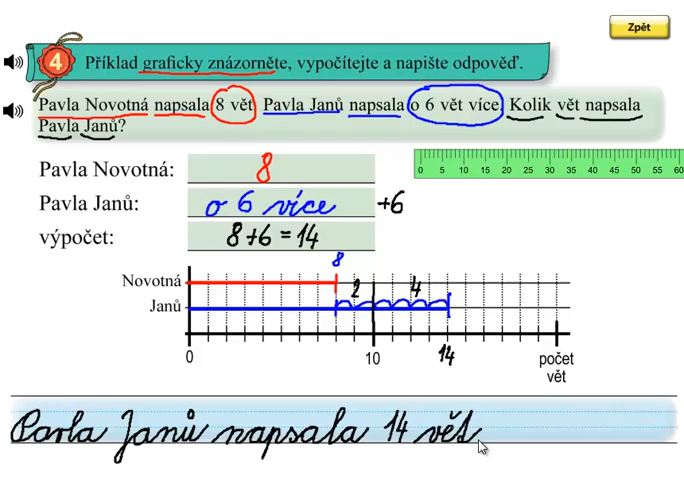 Zpět
4 Příklad graficky znázorněte, vypočítejte a napište odpověď.
Pavla Novotná napsala 8 vět. Pavla Janů napsala o 6 vět více. Kolik vět napsala
Pavla Janů?
Pavla Novotná: 8
Pavla Janů: o 6 více +6
výpočet: 8+6=14
0 5 10 15 20 25 30 35 40 45 50 55 60
8
Novotná 2 4
Janů
0 10 14 počet
vět
Pavla Janů napsala 14 vět